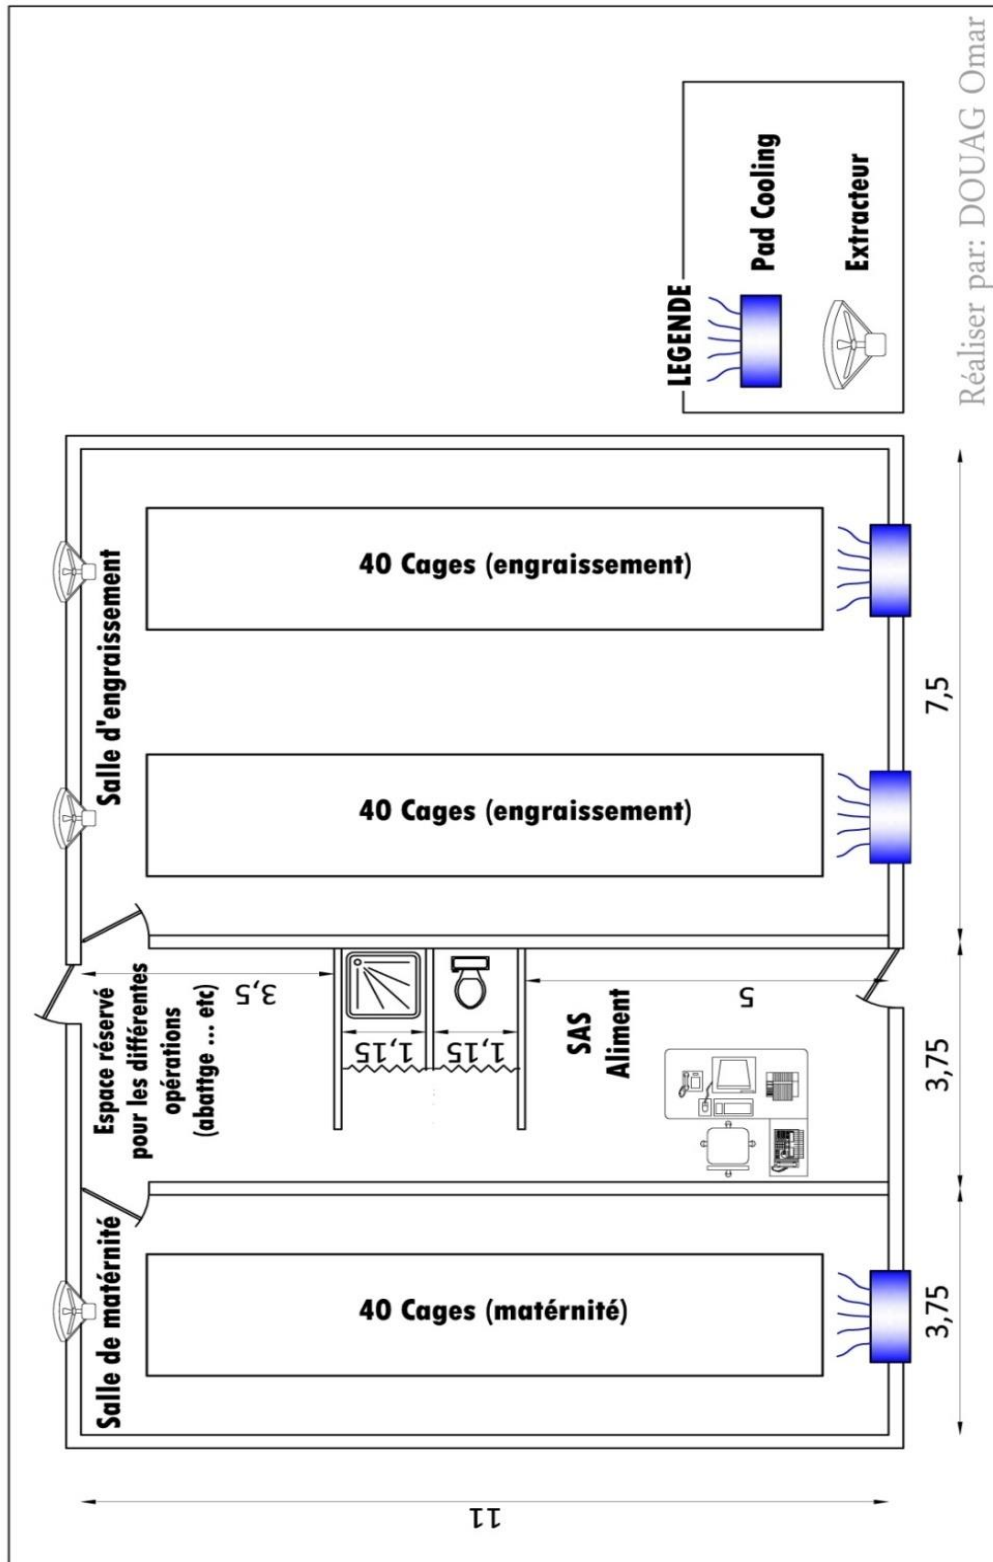 Salle de matérnité
40 Cages (matérnité)
Espace réservé
pour les différentes
opérations
(abattge ... etc)
3,5
1,15
1,15
SAS
Aliment
5
Salle d'engraissement
40 Cages (engraissement)
40 Cages (engraissement)
11
3,75
3,75
7,5
LEGENDE
Pad Cooling
Extracteur
Réaliser par: DOUAG Omar